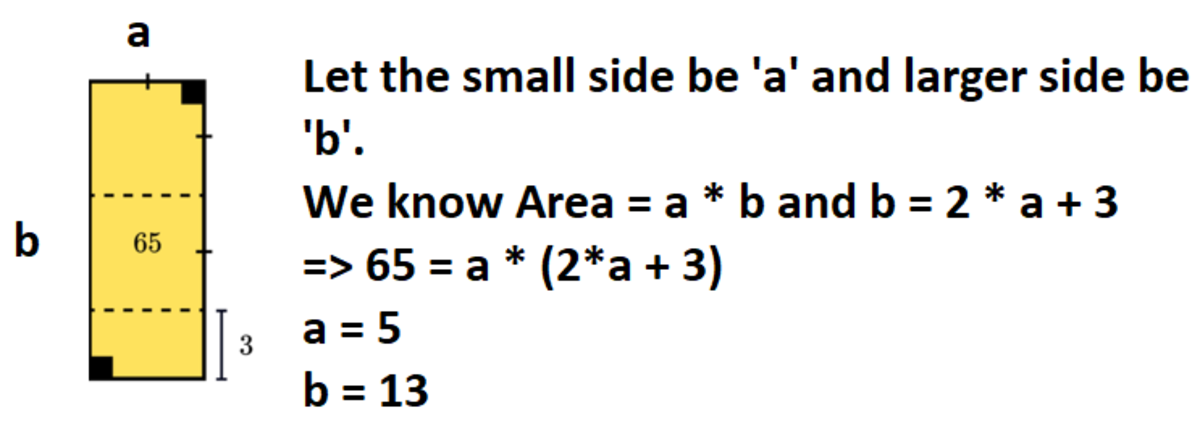 a
Let the small side be 'a' and larger side be
'b'.
We know Area = a * b and b = 2 * a + 3
b
65
=> 65 = a * (2*a + 3)
3
a = 5
b = 13